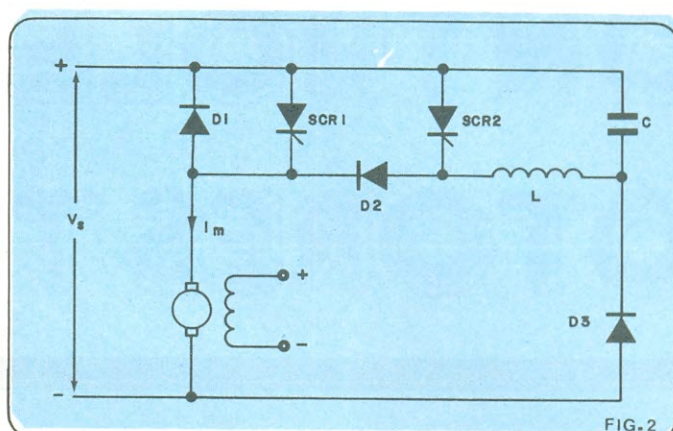 +
D1
SCR1
SCR2
C
D2
L
Vs
Im
+
-
D3
-
FIG.2